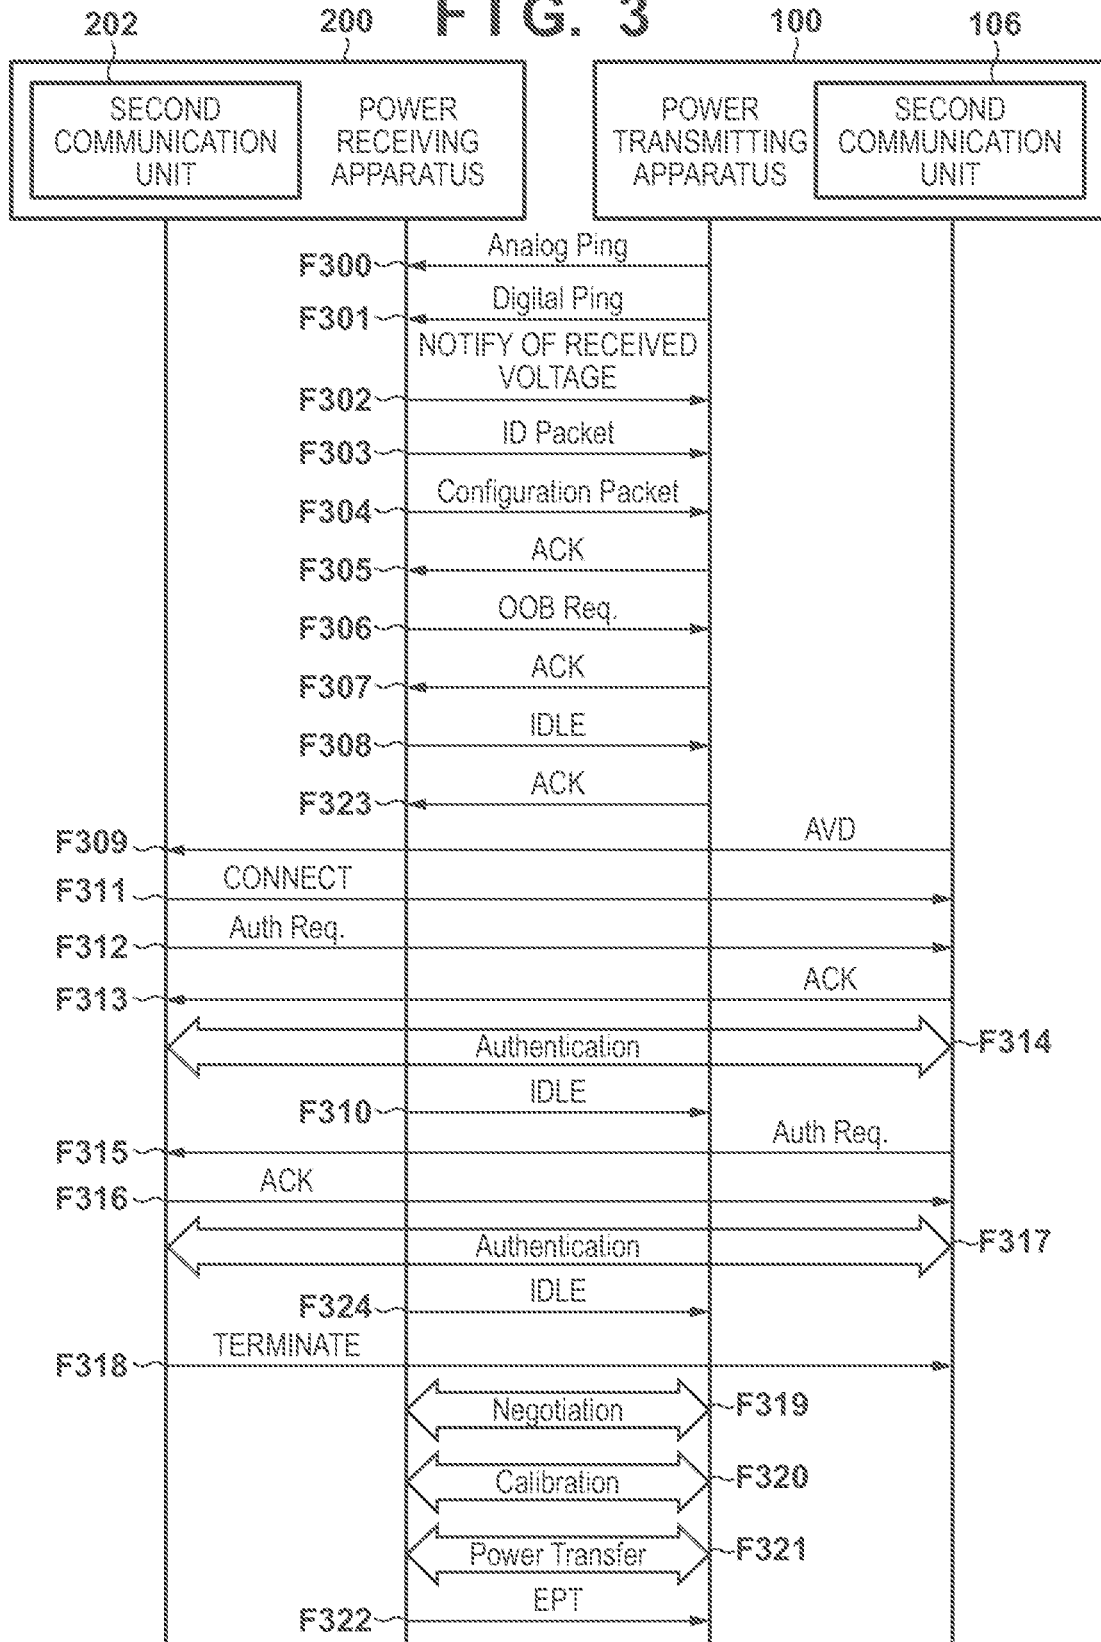 FIG. 3
202
200
100
106
SECOND
COMMUNICATION
UNIT
POWER
RECEIVING
APPARATUS
POWER
TRANSMITTING
APPARATUS
SECOND
COMMUNICATION
UNIT
Analog Ping
F300
Digital Ping
F301
NOTIFY OF RECEIVED
VOLTAGE
F302
ID Packet
F303
Configuration Packet
F304
ACK
F305
OOB Req.
F306
ACK
F307
IDLE
F308
ACK
F323
AVD
F309
CONNECT
F311
Auth Req.
F312
ACK
F313
Authentication
F314
IDLE
F310
Auth Req.
F315
ACK
F316
Authentication
F317
IDLE
F324
TERMINATE
F318
Negotiation
F319
Calibration
F320
Power Transfer
F321
EPT
F322